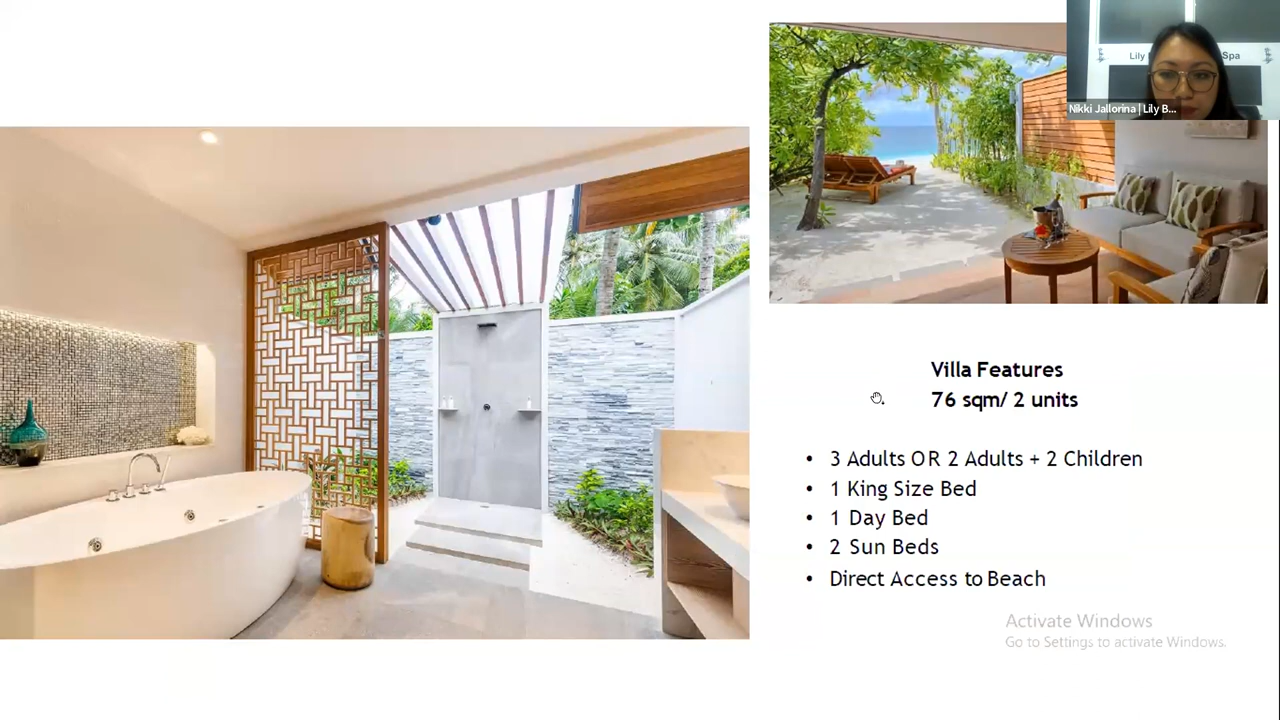 Lily
Spa
Nikki Jallorina | Lily B...
Villa Features
76 sqm/ 2 units
• 3 Adults OR 2 Adults + 2 Children
• 1 King Size Bed
• 1 Day Bed
• 2 Sun Beds
• Direct Access to Beach
Activate Windows
Go to Settings to activate Windows.